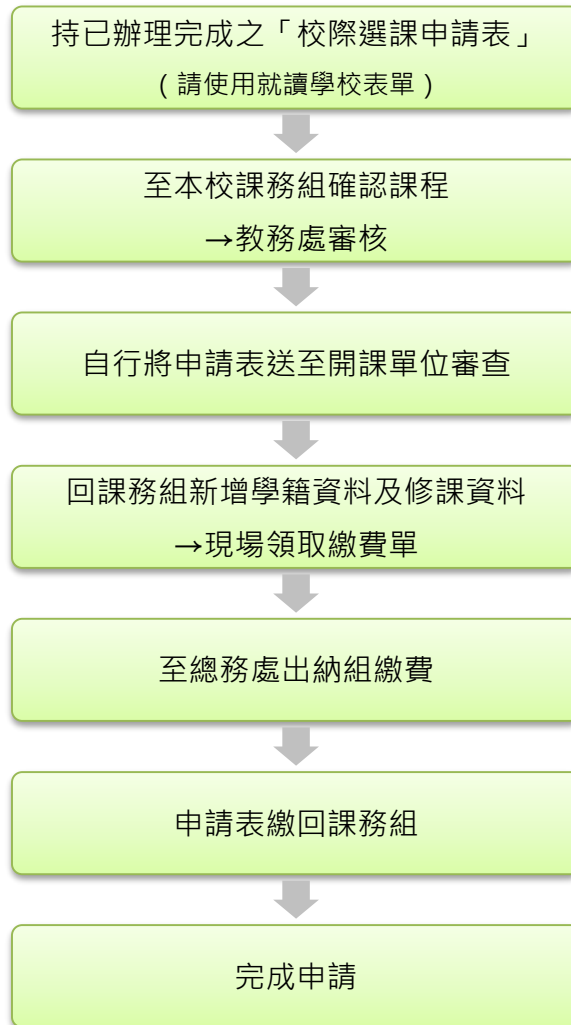 持已辦理完成之「校際選課申請表」
（請使用就讀學校表單）
至本校課務組確認課程
→教務處審核
自行將申請表送至開課單位審查
回課務組新增學籍資料及修課資料
→現場領取繳費單
至總務處出納組繳費
申請表繳回課務組
完成申請